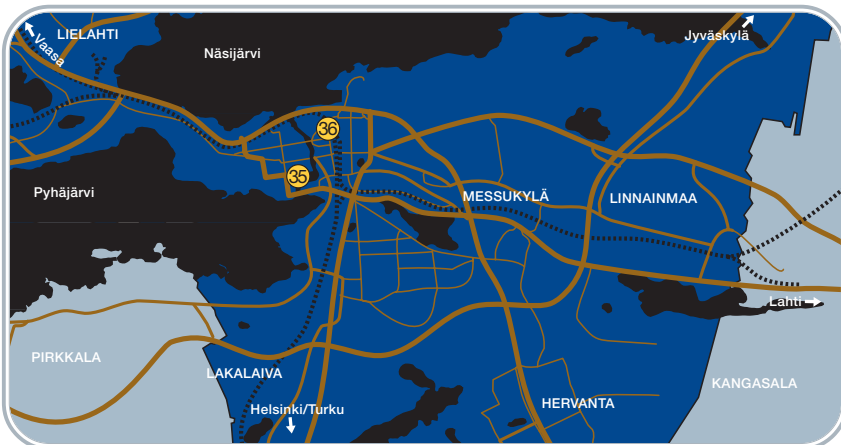 Vaasa
LIELAHTI
Näsijärvi
Jyväskylä
36
35
Pyhäjärvi
MESSUKYLÄ
LINNAINMAA
Lahti
PIRKKALA
LAKALAIVA
KANGASALA
Helsinki/Turku
HERVANTA